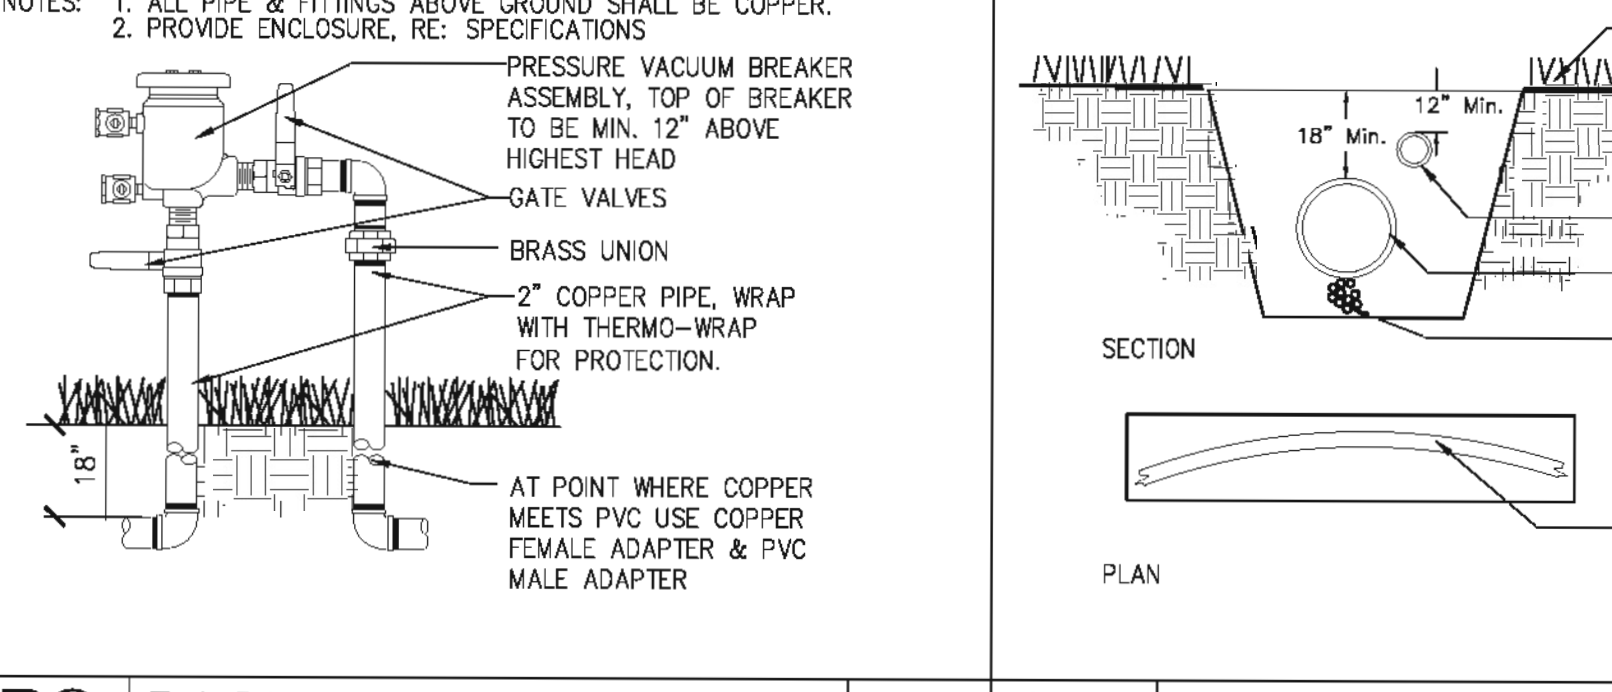 NOTES: 1. ALL PIPE & FITTINGS ABOVE GROUND SHALL BE COPPER.
2. PROVIDE ENCLOSURE, RE: SPECIFICATIONS
PRESSURE VACUUM BREAKER
ASSEMBLY, TOP OF BREAKER
TO BE MIN. 12" ABOVE
HIGHEST HEAD
GATE VALVES
BRASS UNION
2" COPPER PIPE, WRAP
WITH THERMO-WRAP
FOR PROTECTION.
18"
AT POINT WHERE COPPER
MEETS PVC USE COPPER
FEMALE ADAPTER & PVC
MALE ADAPTER
12" Min.
18" Min.
SECTION
PLAN